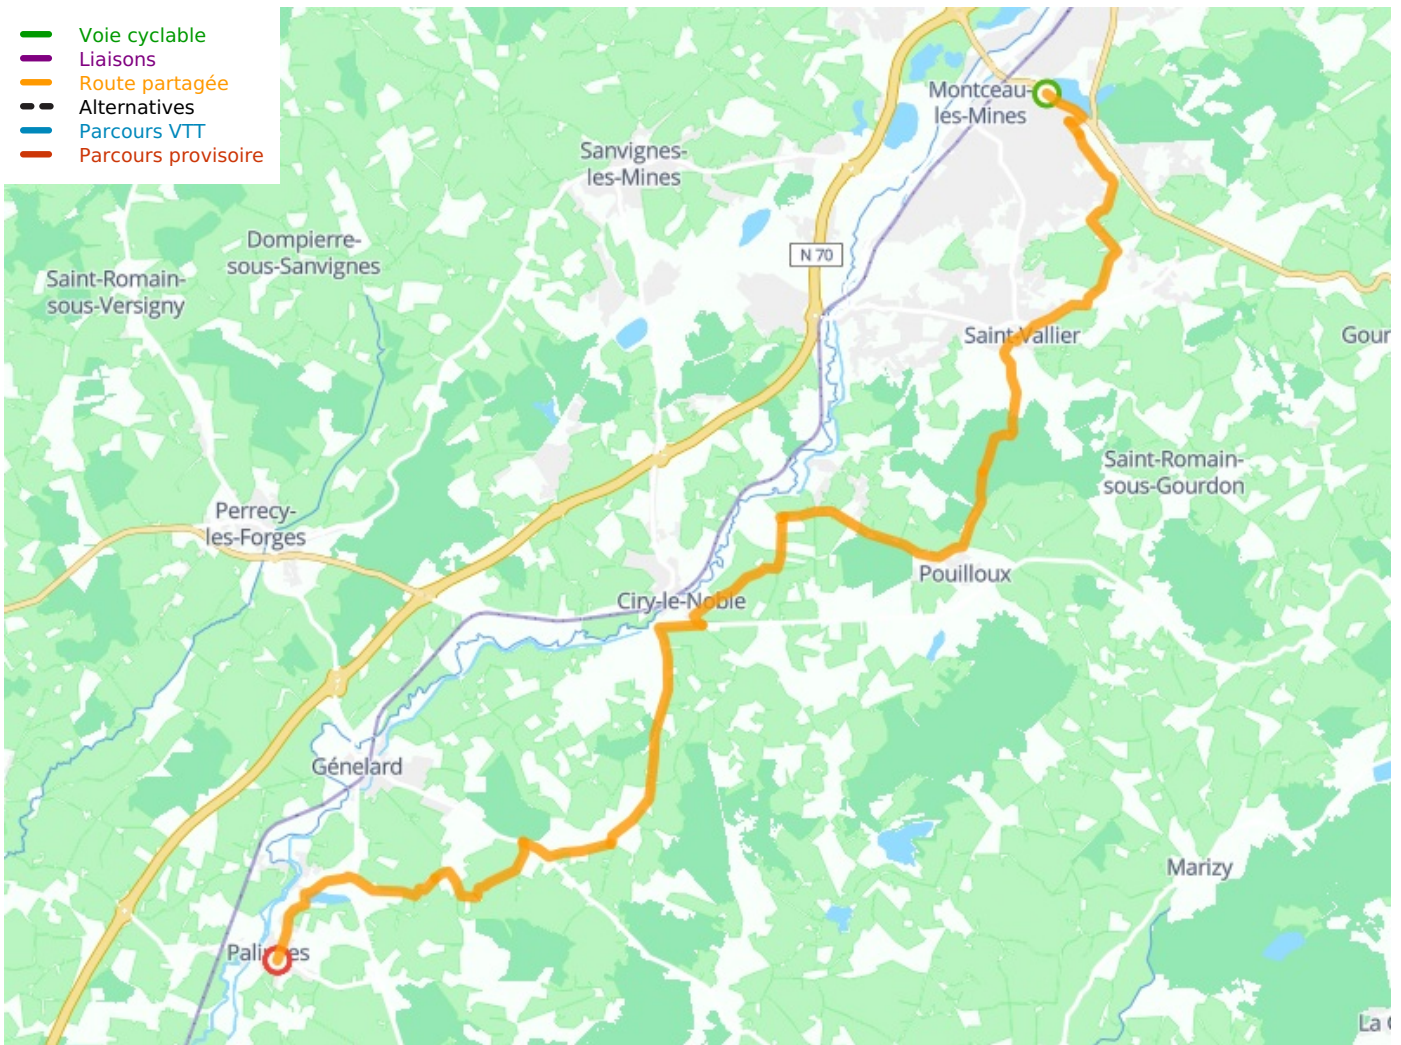 Voie cyclable
Liaisons
Route partagée
Alternatives
Parcours VTT
Parcours provisoire
Montceau-
les-Mines
Sanvignes-
les-Mines
Dompierre-
sous-Sanvignes
N 70
Saint-Romain-
sous-Versigny
Saint-Vallier
Gour
Saint-Romain-
sous-Gourdon
Perrecy-
les-Forges
Pouilloux
Ciry-le-Noble
Génelard
Marizy
Palinges
La